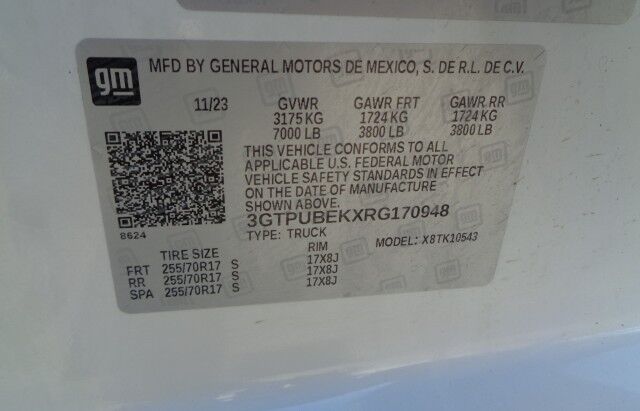 gm MFD BY GENERAL MOTORS DE MEXICO, S. DE R.L. DE C.V.
11/23 GVWR GAWR FRT GAWR RR
3175 KG 1724 KG 1724 KG
7000 LB 3800 LB 3800 LB
THIS VEHICLE CONFORMS TO ALL
APPLICABLE U.S. FEDERAL MOTOR
VEHICLE SAFETY STANDARDS IN EFFECT
ON THE DATE OF MANUFACTURE
3GTPUBEKXRG170948
8624 TYPE: TRUCK MODEL: X8TK10543
TIRE SIZE RIM
FRT 255/70R17 S 17X8J
RR 255/70R17 S 17X8J
SPA 255/70R17 S 17X8J